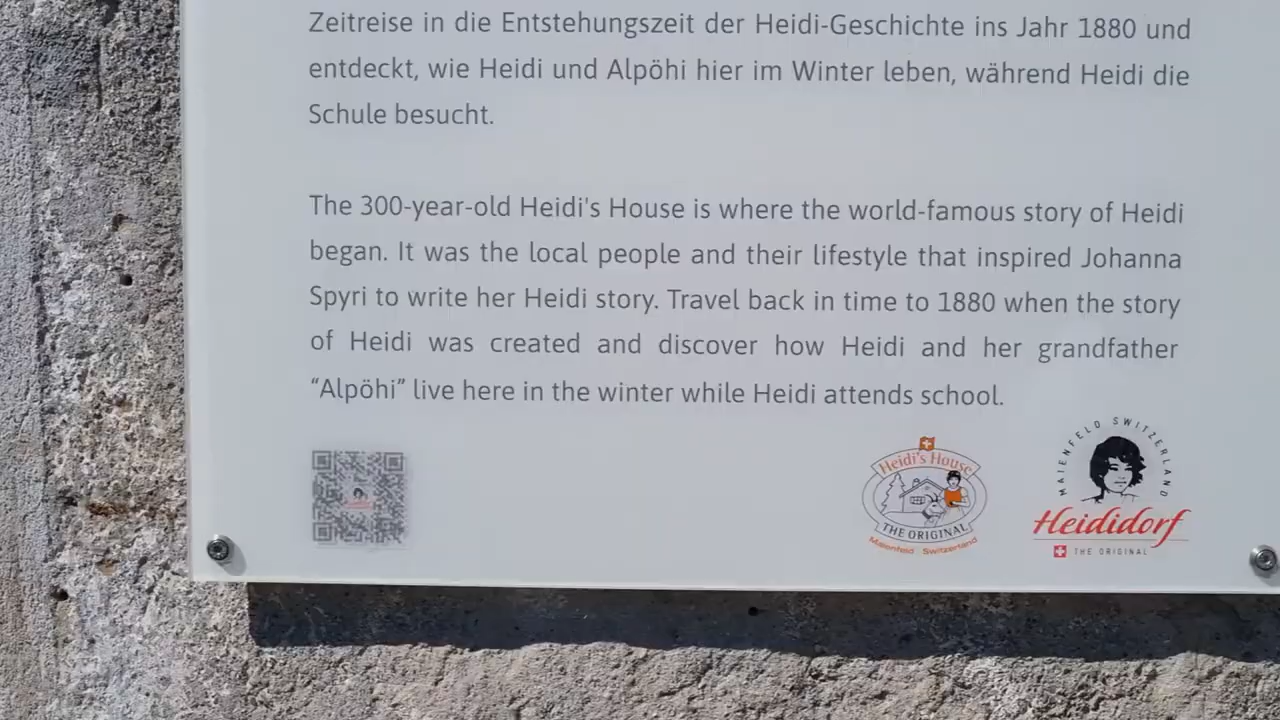 Zeitreise in die Entstehungszeit der Heidi-Geschichte ins Jahr 1880 und
entdeckt, wie Heidi und Alpöhi hier im Winter leben, während Heidi die
Schule besucht.
The 300-year-old Heidi's House is where the world-famous story of Heidi
began. It was the local people and their lifestyle that inspired Johanna
Spyri to write her Heidi story. Travel back in time to 1880 when the story
of Heidi was created and discover how Heidi and her grandfather
“Alpöhi” live here in the winter while Heidi attends school.
Heidi's House
THE ORIGINAL
Maienfeld Switzerland
MAIENFELD SWITZERLAND
Heididorf
THE ORIGINAL